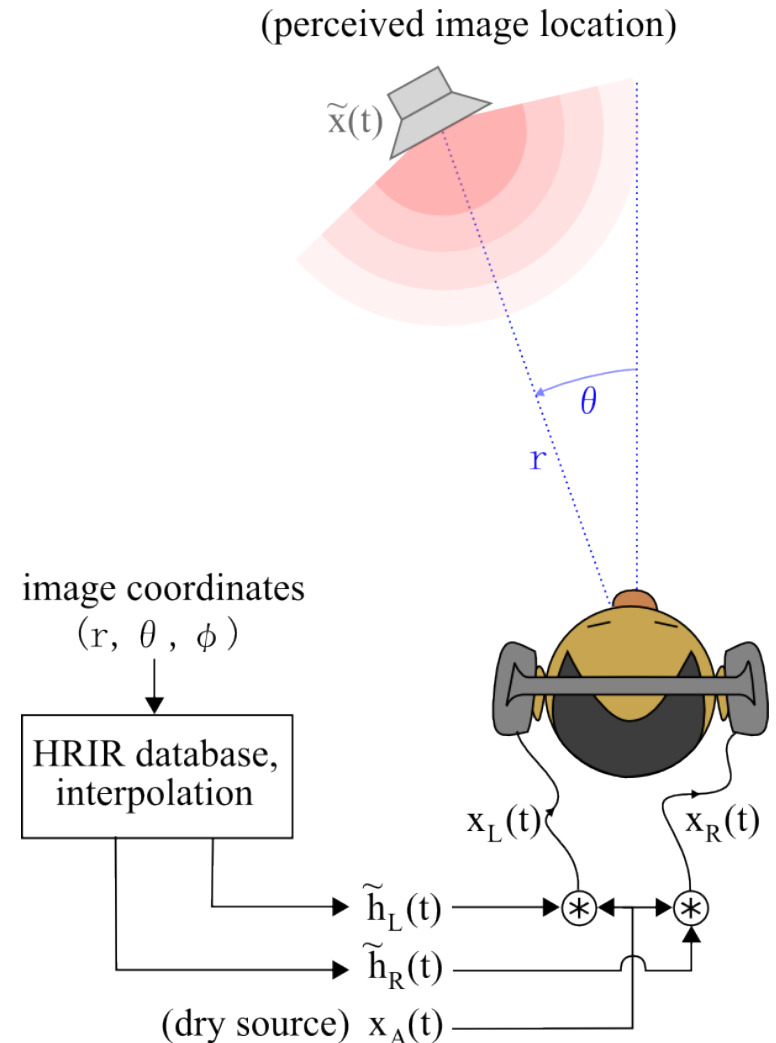 (perceived image location)
x̃(t)
θ
r
image coordinates
(r, θ, ϕ)
HRIR database,
interpolation
x_L(t)
x_R(t)
h̃_L(t)
h̃_R(t)
(dry source) x_A(t)